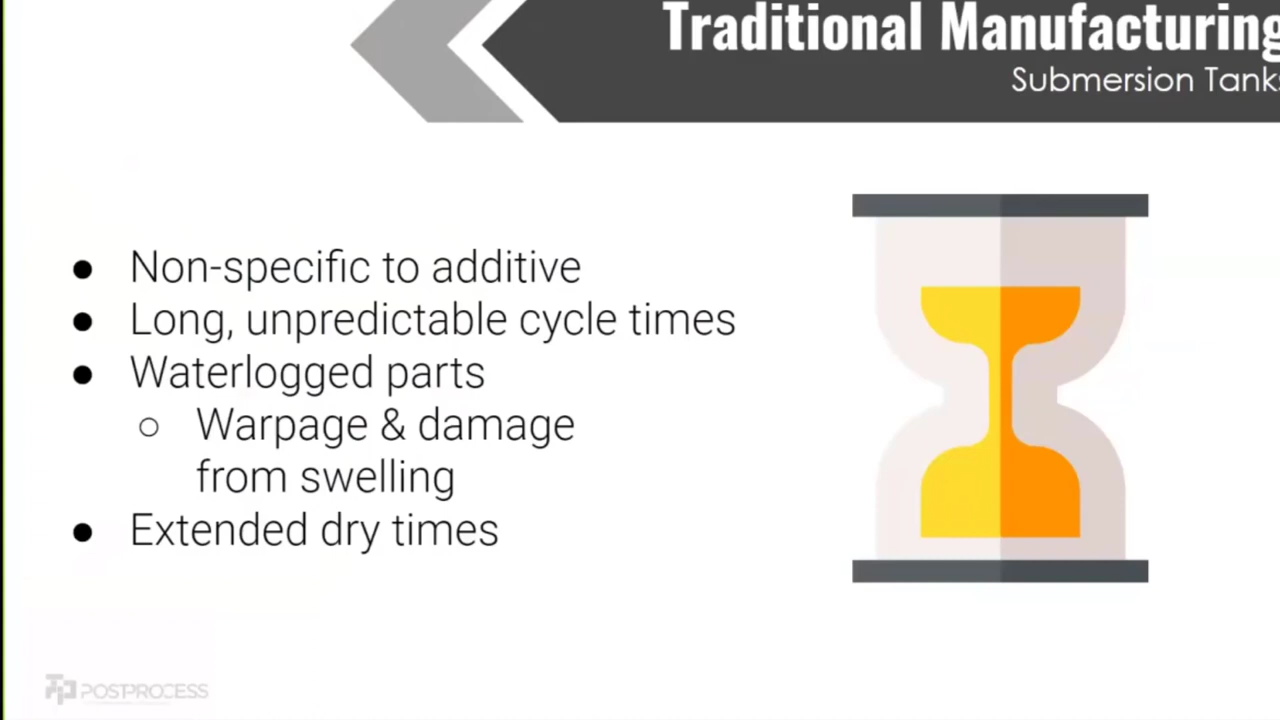 Traditional Manufacturing
Submersion Tanks
● Non-specific to additive
● Long, unpredictable cycle times
● Waterlogged parts
○ Warpage & damage
from swelling
● Extended dry times
POSTPROCESS